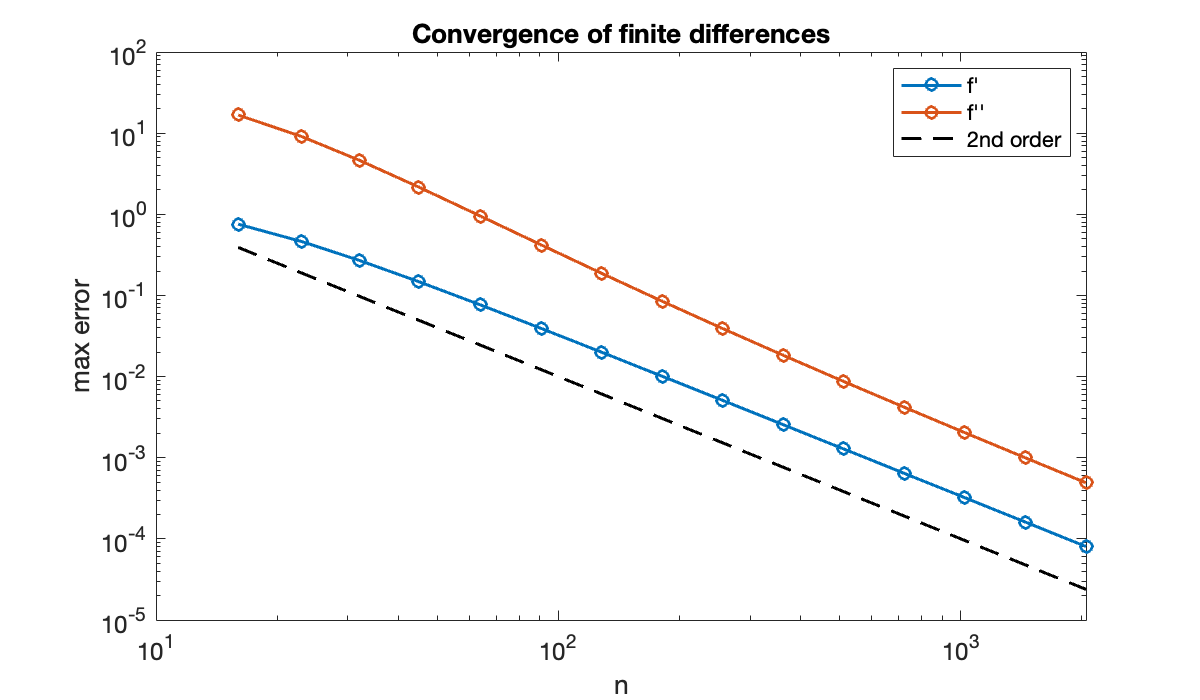 Convergence of finite differences
10^2
10^1
10^0
10^-1
10^-2
10^-3
10^-4
10^-5
max error
f'
f''
2nd order
10^1
10^2
10^3
n